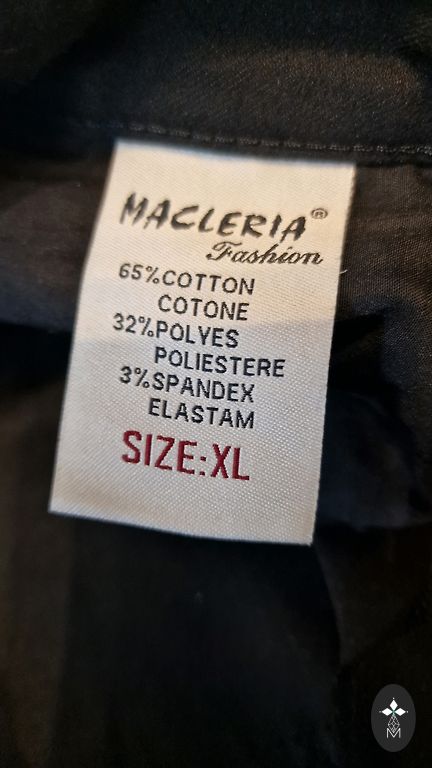 MACLERIA®
Fashion
65%COTTON
COTONE
32%POLYES
POLIESTERE
3%SPANDEX
ELASTAM
SIZE:XL
M